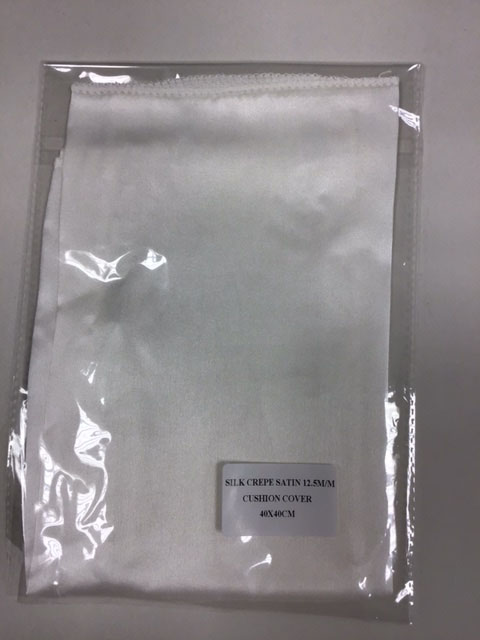 SILK CREPE SATIN 12.5M/M
CUSHION COVER
40X40CM